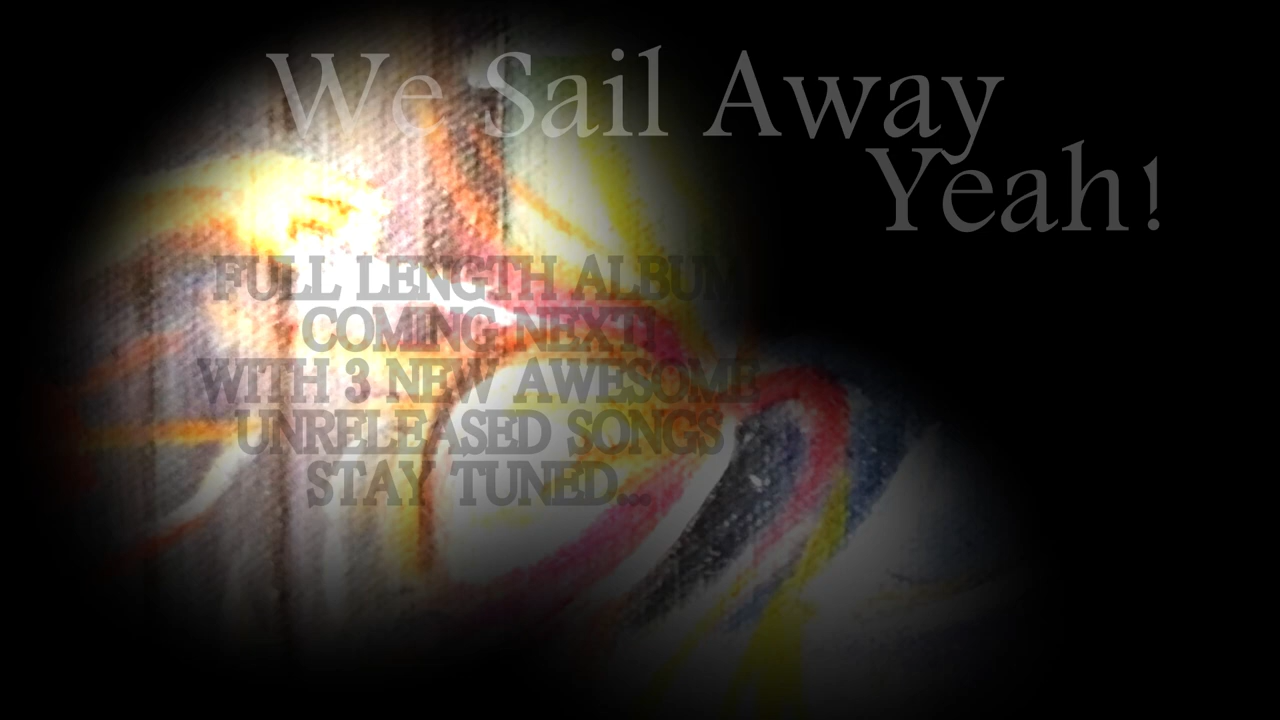 We Sail Away
Yeah!
FULL LENGTH ALBUM
COMING NEXT!
WITH 3 NEW AWESOME
UNRELEASED SONGS
STAY TUNED...